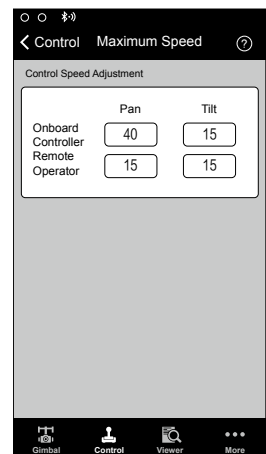 Control Maximum Speed ?
Control Speed Adjustment
Pan Tilt
Onboard
Controller 40 15
Remote
Operator 15 15
Gimbal Control Viewer More